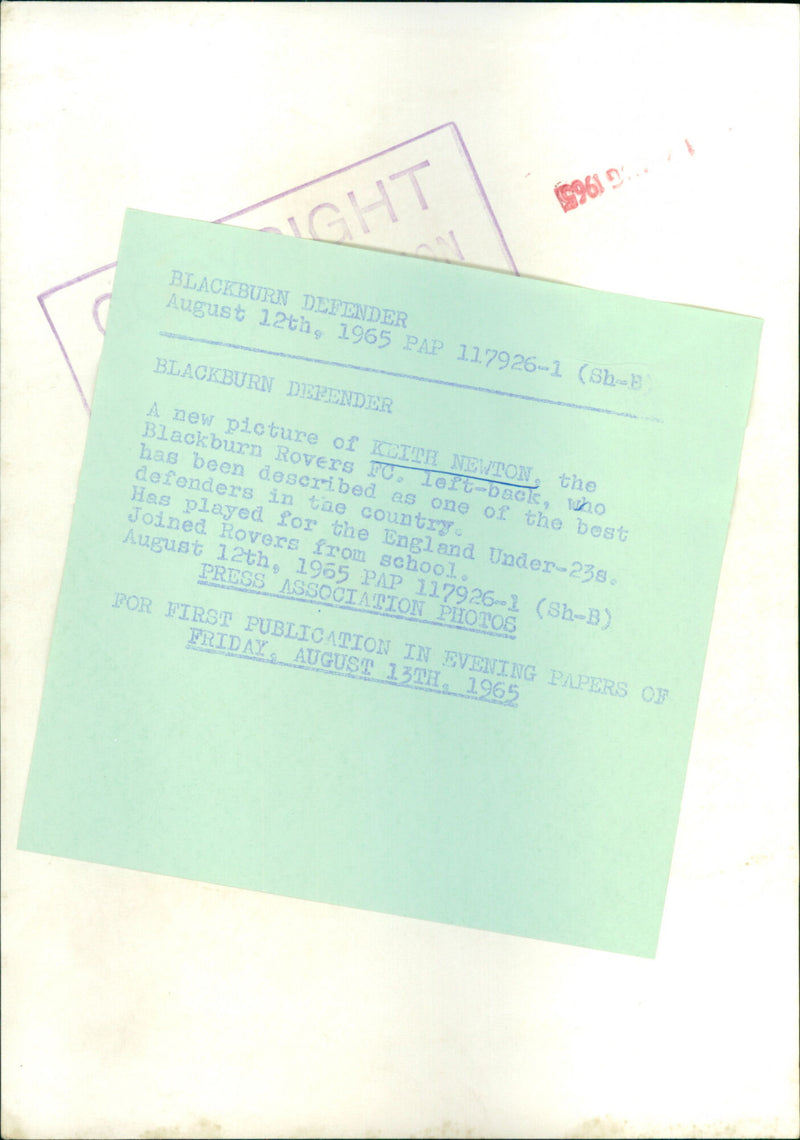 RIGHT
ON
G 1965
BLACKBURN DEFENDER
August 12th, 1965 PAP 117926-1 (Sh-B)
BLACKBURN DEFENDER
A new picture of KEITH NEWTON, the
Blackburn Rovers FC. left-back, who
has been described as one of the best
defenders in the country.
Has played for the England Under-23s.
Joined Rovers from school.
August 12th, 1965 PAP 117926-1 (Sh-B)
PRESS ASSOCIATION PHOTOS
FOR FIRST PUBLICATION IN EVENING PAPERS OF
FRIDAY, AUGUST 13TH, 1965